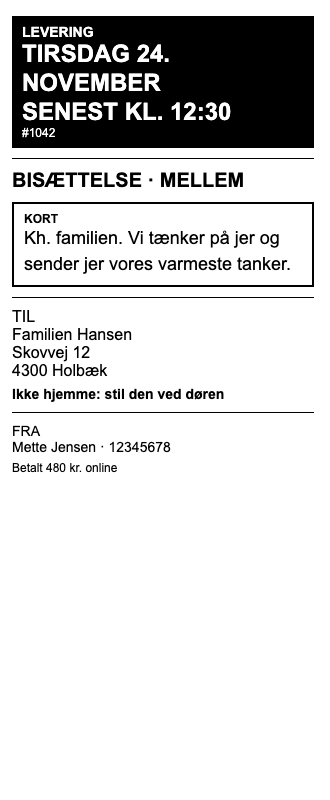 LEVERING
TIRSDAG 24.
NOVEMBER
SENEST KL. 12:30
#1042
BISÆTTELSE · MELLEM
KORT
Kh. familien. Vi tænker på jer og
sender jer vores varmeste tanker.
TIL
Familien Hansen
Skovvej 12
4300 Holbæk
Ikke hjemme: stil den ved døren
FRA
Mette Jensen · 12345678
Betalt 480 kr. online